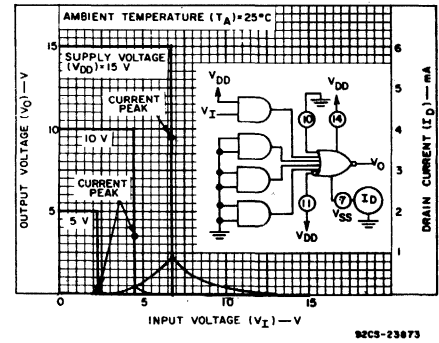 AMBIENT TEMPERATURE (TA)=25°C
15
SUPPLY VOLTAGE
(VDD)=15 V
CURRENT
PEAK
10
10 V
CURRENT
PEAK
5
5 V
OUTPUT VOLTAGE (VO)—V
VDD
VI
10
14
VDD
VO
11
VDD
7
VSS
ID
6
5
4
3
2
1
DRAIN CURRENT (ID)—mA
0
5
10
15
INPUT VOLTAGE (VI)—V
92CS-23873